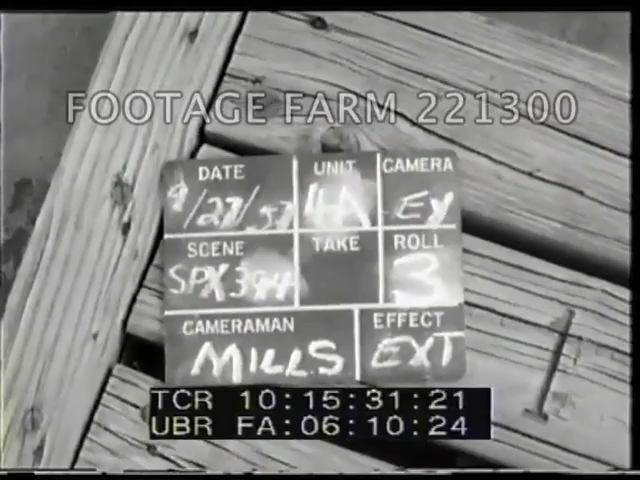 FOOTAGE FARM 221300
DATE UNIT CAMERA
9/27/57 4A Ey
SCENE TAKE ROLL
SPX 3
CAMERAMAN EFFECT
MILLS EXT
TCR 10:15:31:21
UBR FA:06:10:24